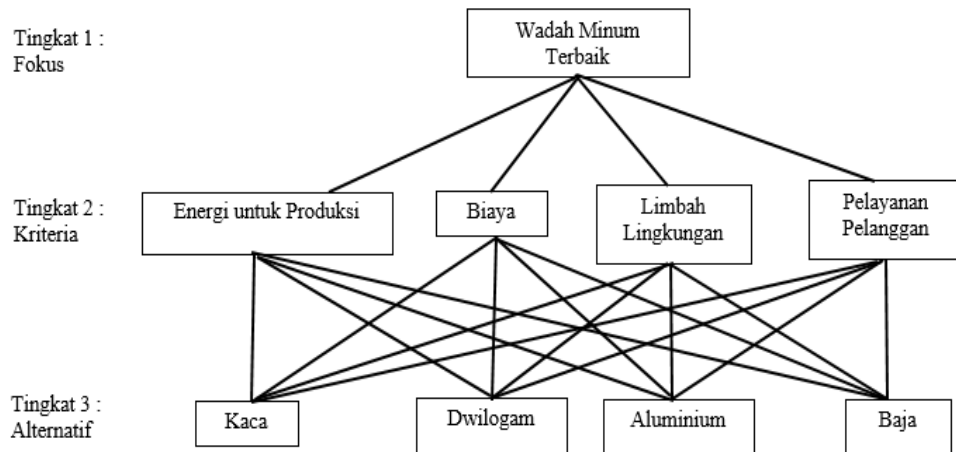 Tingkat 1 :
Fokus
Wadah Minum
Terbaik
Tingkat 2 :
Kriteria
Energi untuk Produksi
Biaya
Limbah
Lingkungan
Pelayanan
Pelanggan
Tingkat 3 :
Alternatif
Kaca
Dwilogam
Aluminium
Baja